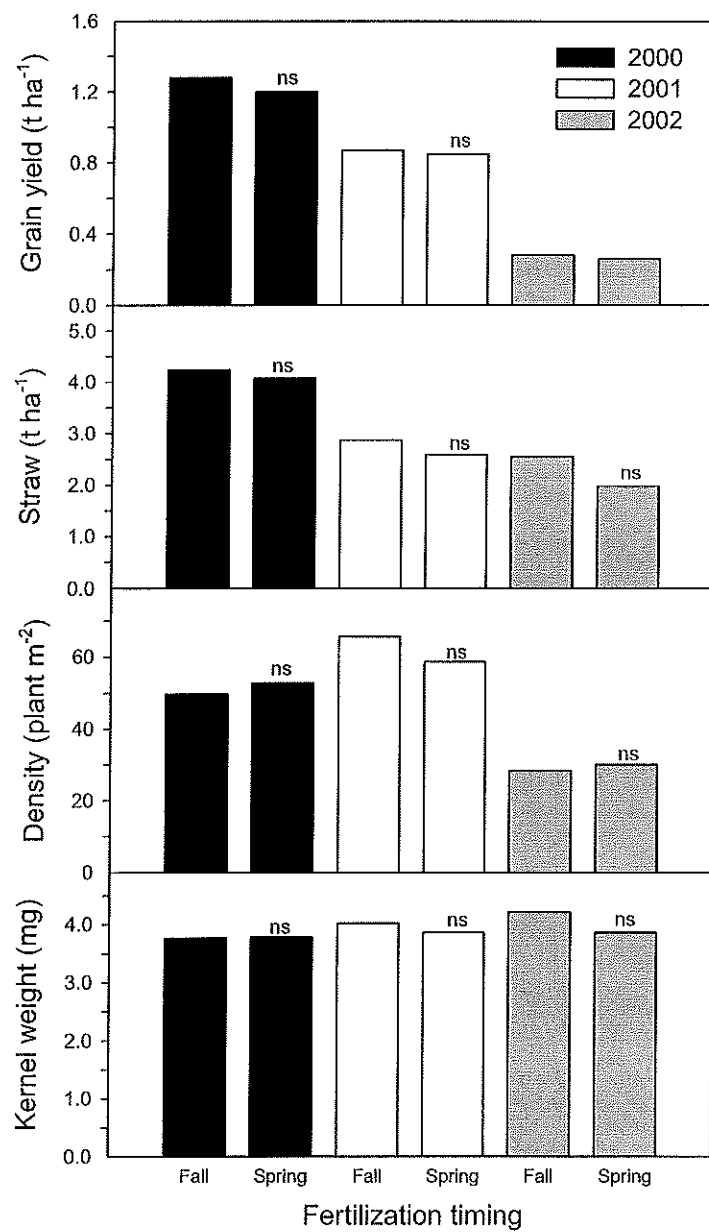 1.6
1.2
0.8
0.4
0.0
Grain yield (t ha⁻¹)
ns
ns
2000
2001
2002
5.0
4.0
3.0
2.0
1.0
0.0
Straw (t ha⁻¹)
ns
ns
ns
60
40
20
0
Density (plant m⁻²)
ns
ns
ns
4.0
3.0
2.0
1.0
0.0
Kernel weight (mg)
ns
ns
ns
Fall Spring Fall Spring Fall Spring
Fertilization timing